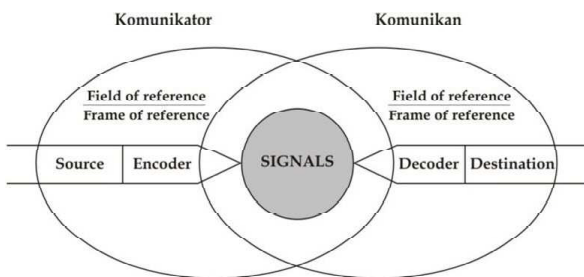 Komunikator
Komunikan
Field of reference
Frame of reference
Field of reference
Frame of reference
Source
Encoder
SIGNALS
Decoder
Destination